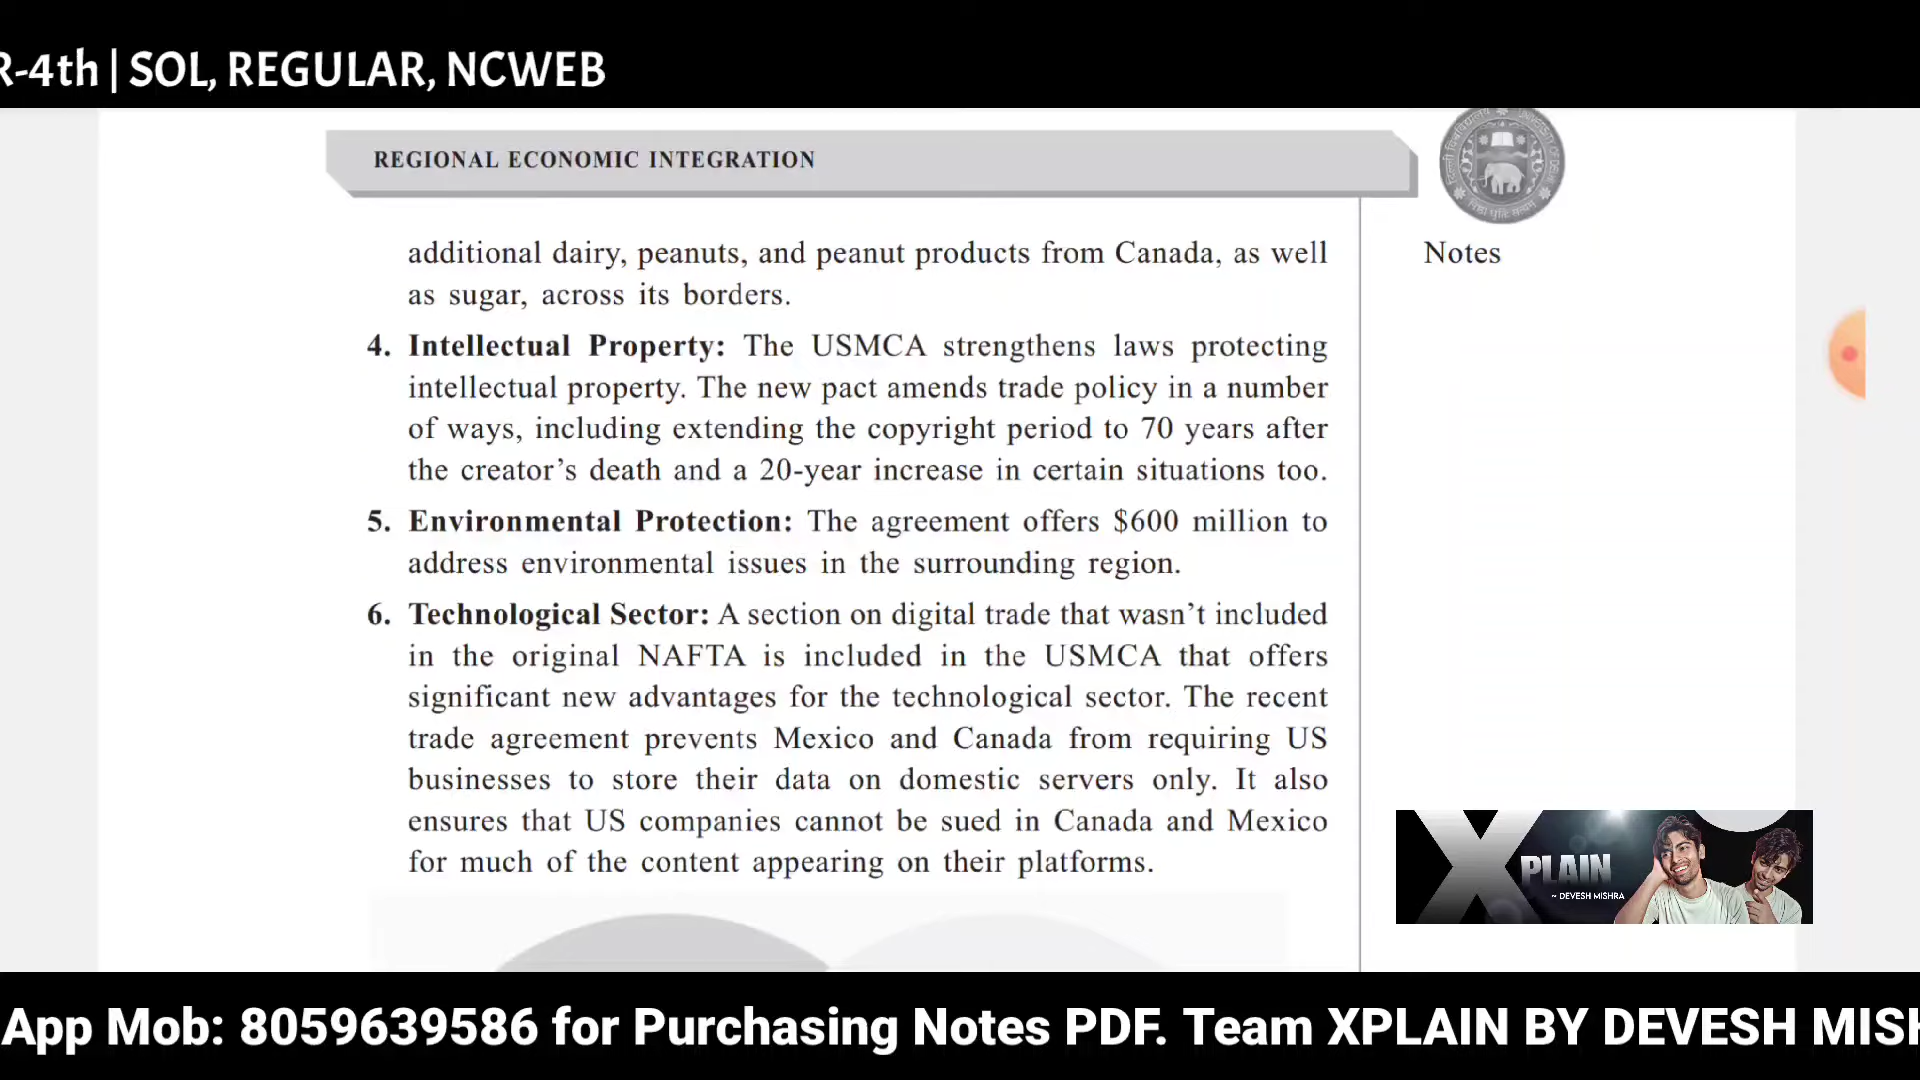 R-4th | SOL, REGULAR, NCWEB
REGIONAL ECONOMIC INTEGRATION
additional dairy, peanuts, and peanut products from Canada, as well
as sugar, across its borders.
Notes
4. Intellectual Property: The USMCA strengthens laws protecting
intellectual property. The new pact amends trade policy in a number
of ways, including extending the copyright period to 70 years after
the creator’s death and a 20-year increase in certain situations too.
5. Environmental Protection: The agreement offers $600 million to
address environmental issues in the surrounding region.
6. Technological Sector: A section on digital trade that wasn’t included
in the original NAFTA is included in the USMCA that offers
significant new advantages for the technological sector. The recent
trade agreement prevents Mexico and Canada from requiring US
businesses to store their data on domestic servers only. It also
ensures that US companies cannot be sued in Canada and Mexico
for much of the content appearing on their platforms.
XPLAIN
~ DEVESH MISHRA
App Mob: 8059639586 for Purchasing Notes PDF. Team XPLAIN BY DEVESH MISH